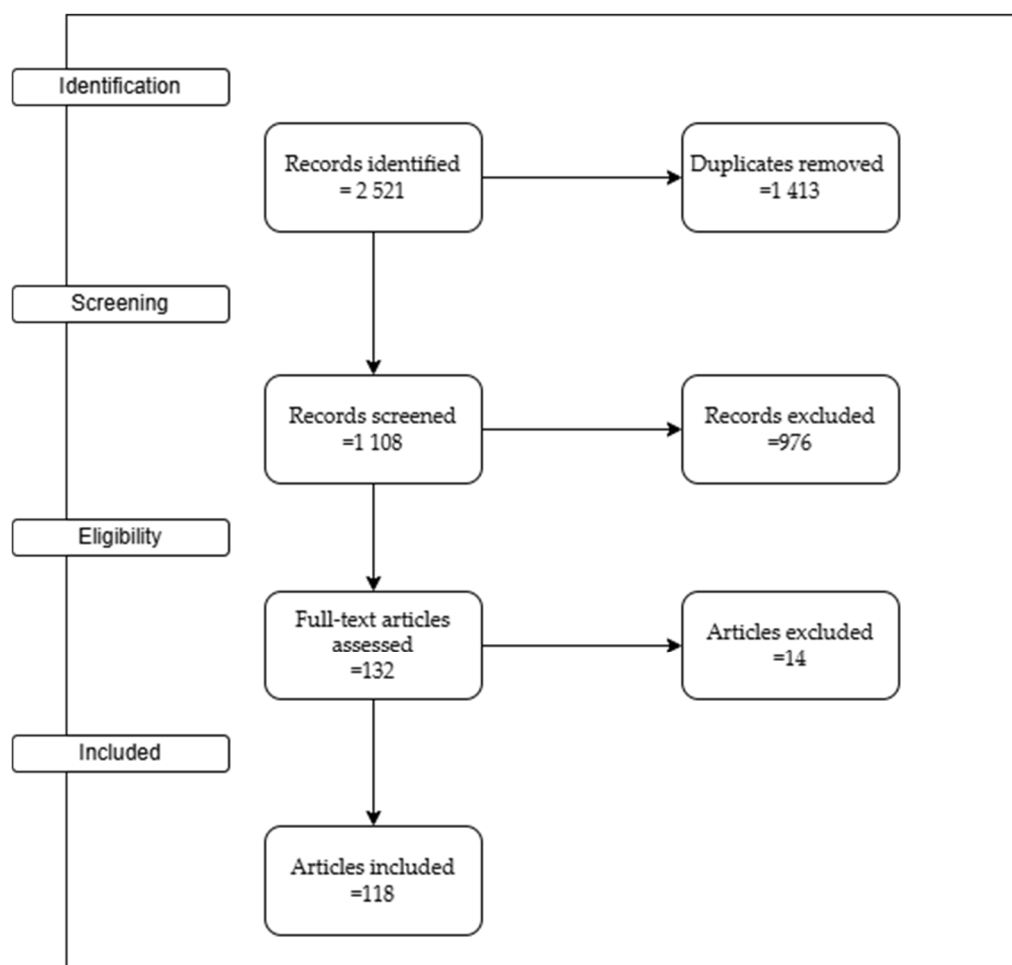 Identification
Records identified
= 2 521
Duplicates removed
=1 413
Screening
Records screened
=1 108
Records excluded
=976
Eligibility
Full-text articles
assessed
=132
Articles excluded
=14
Included
Articles included
=118